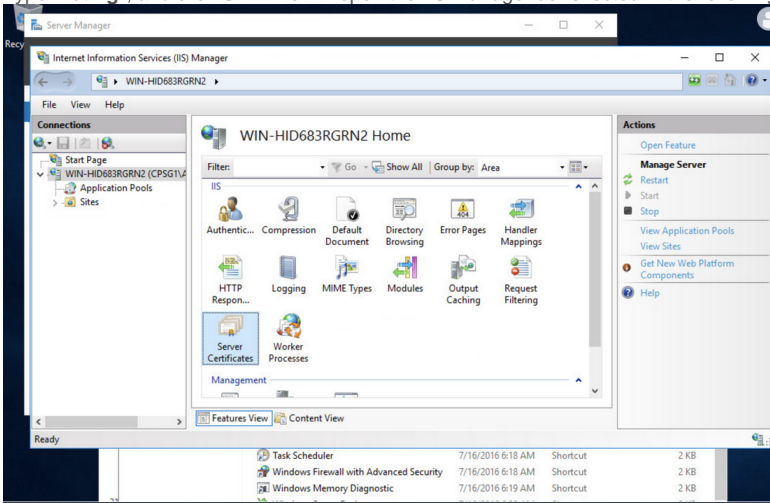 Server Manager
Recy
Internet Information Services (IIS) Manager
WIN-HID683RGRN2
File View Help
Connections
Start Page
WIN-HID683RGRN2 (CPSG1\A
Application Pools
Sites
WIN-HID683RGRN2 Home
Filter: Go Show All Group by: Area
IIS
Authentic... Compression Default Document Directory Browsing Error Pages Handler Mappings
HTTP Respon... Logging MIME Types Modules Output Caching Request Filtering
Server Certificates Worker Processes
Management
Features View Content View
Actions
Open Feature
Manage Server
Restart
Start
Stop
View Application Pools
View Sites
Get New Web Platform
Components
Help
Ready
Task Scheduler 7/16/2016 6:18 AM Shortcut 2 KB
Windows Firewall with Advanced Security 7/16/2016 6:18 AM Shortcut 2 KB
Windows Memory Diagnostic 7/16/2016 6:19 AM Shortcut 2 KB